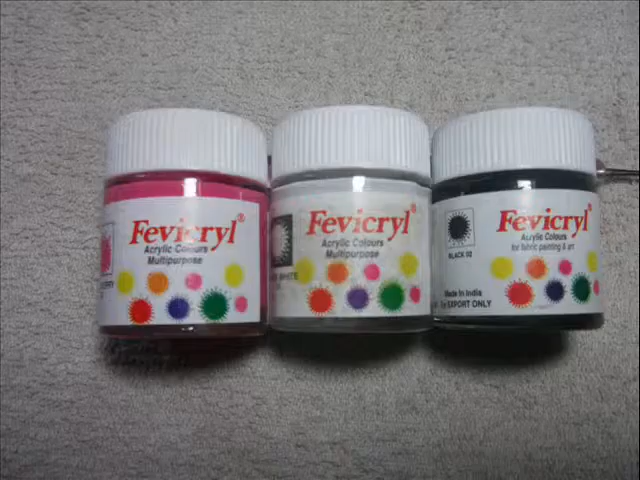 Fevicryl®
Acrylic Colours
Multipurpose
Fevicryl®
Acrylic Colours
Multipurpose
WHITE
Fevicryl®
Acrylic Colours
for fabric painting & art
BLACK 02
Made In India
For EXPORT ONLY